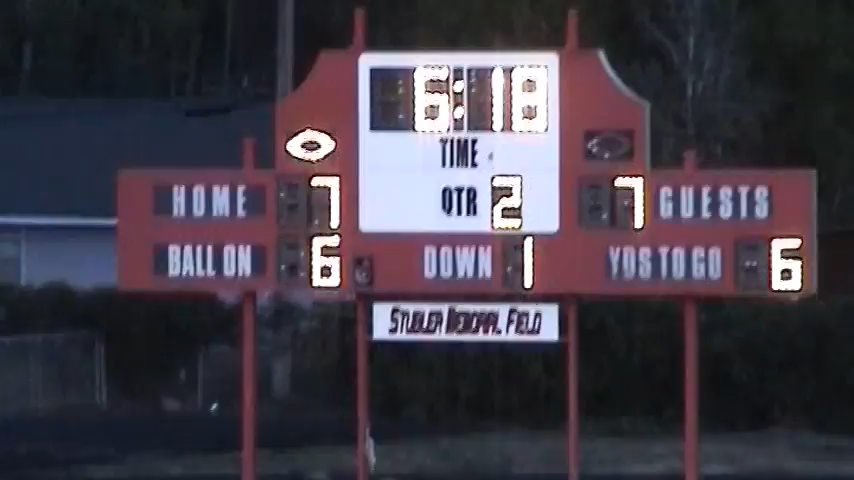 6:18
TIME
HOME 7 QTR 2 7 GUESTS
BALL ON 6 DOWN 1 YDS TO GO 6
STUBLER MEMORIAL FIELD